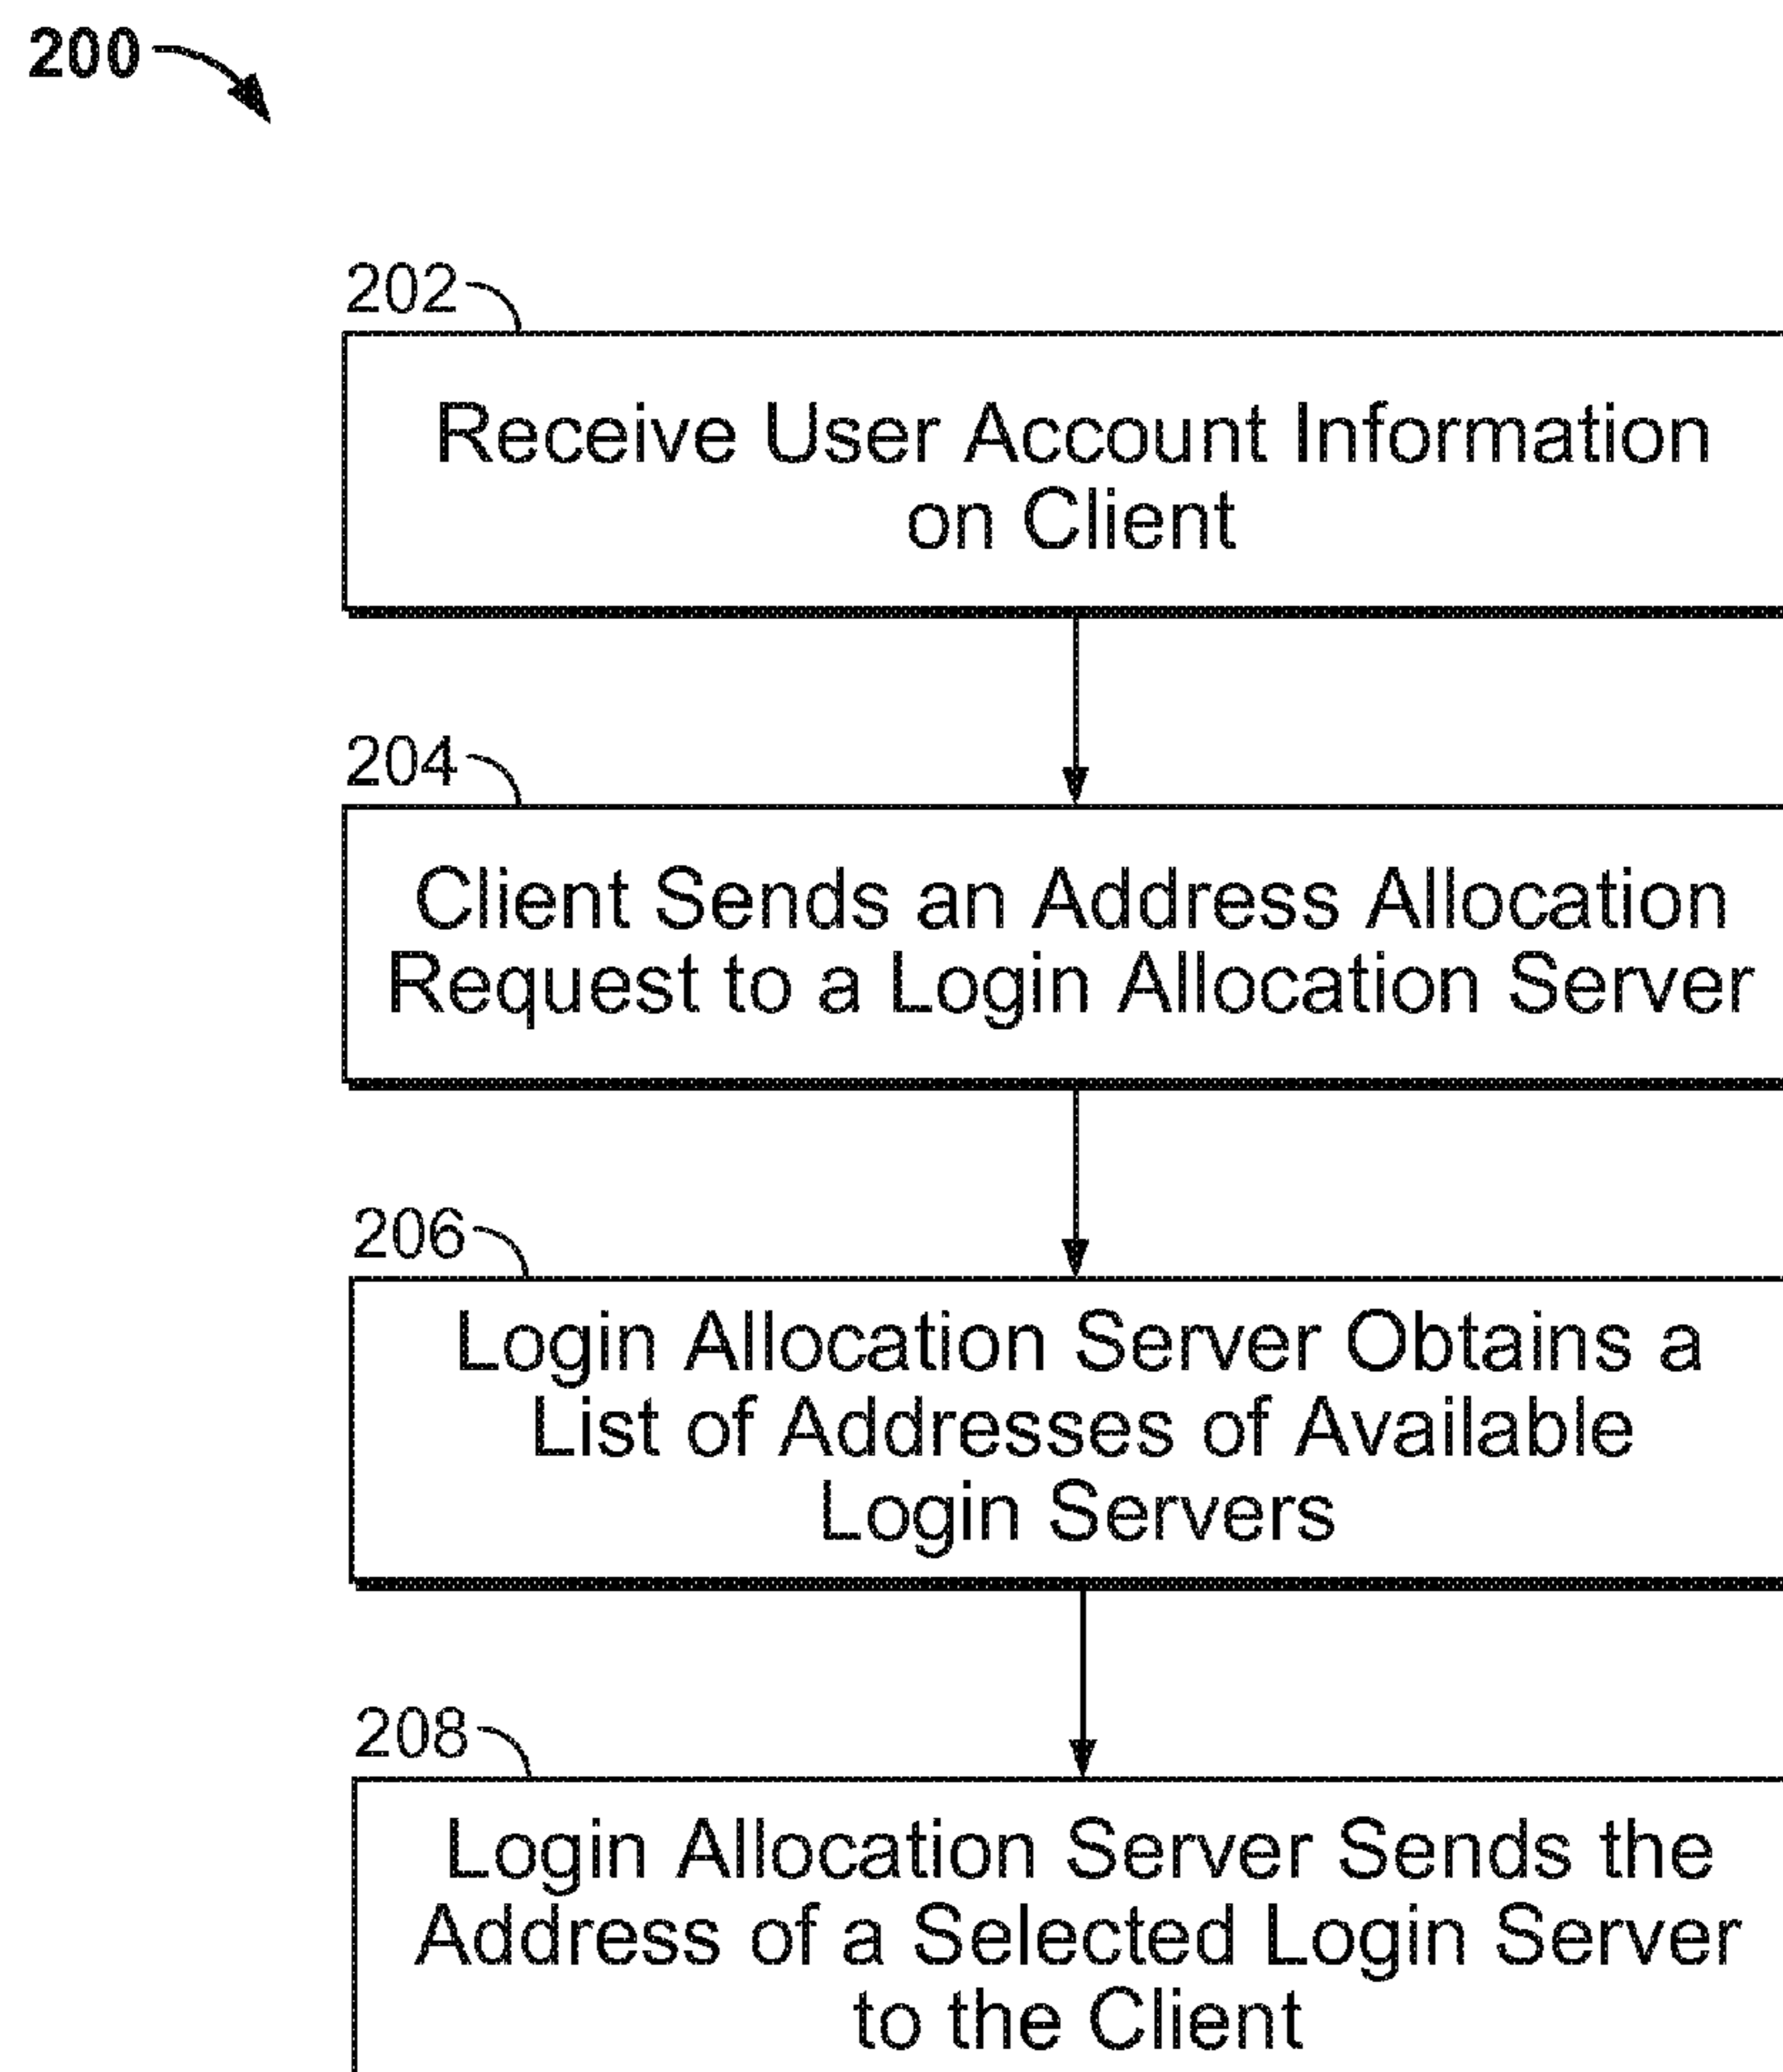 200
202
Receive User Account Information
on Client
204
Client Sends an Address Allocation
Request to a Login Allocation Server
206
Login Allocation Server Obtains a
List of Addresses of Available
Login Servers
208
Login Allocation Server Sends the
Address of a Selected Login Server
to the Client